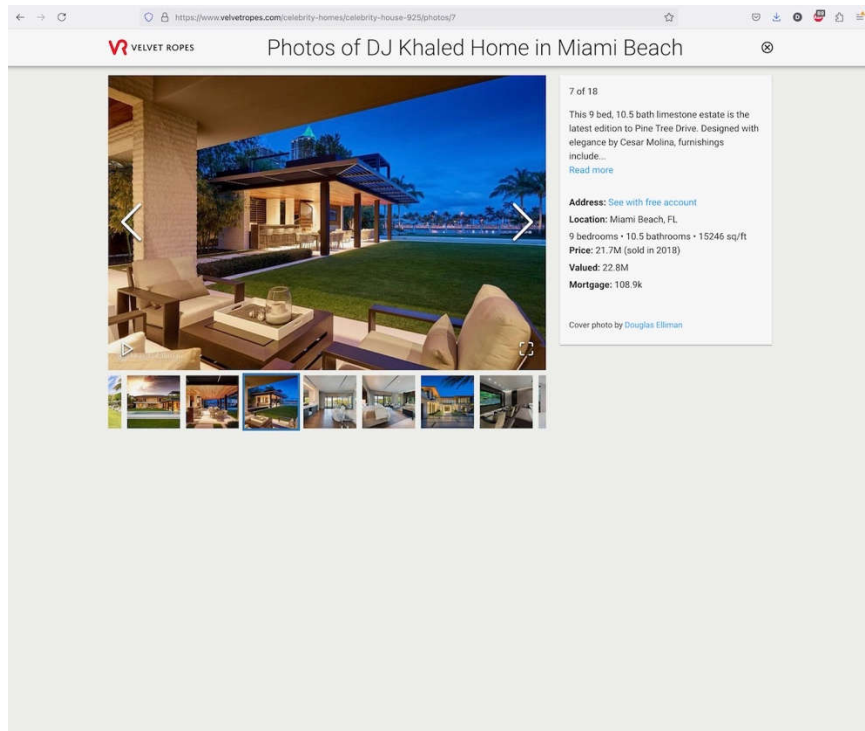 https://www.velvetropes.com/celebrity-homes/celebrity-house-925/photos/7
VR VELVET ROPES
Photos of DJ Khaled Home in Miami Beach
7 of 18
This 9 bed, 10.5 bath limestone estate is the
latest edition to Pine Tree Drive. Designed with
elegance by Cesar Molina, furnishings
include...
Read more
Address: See with free account
Location: Miami Beach, FL
9 bedrooms • 10.5 bathrooms • 15246 sq/ft
Price: 21.7M (sold in 2018)
Valued: 22.8M
Mortgage: 108.9k
Cover photo by Douglas Elliman